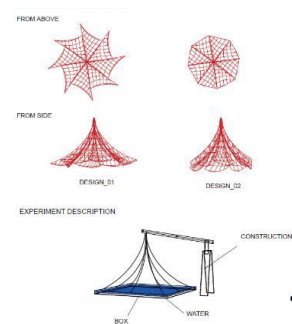 FROM ABOVE
FROM SIDE
DESIGN_01
DESIGN_02
EXPERIMENT DESCRIPTION
CONSTRUCTION
WATER
BOX